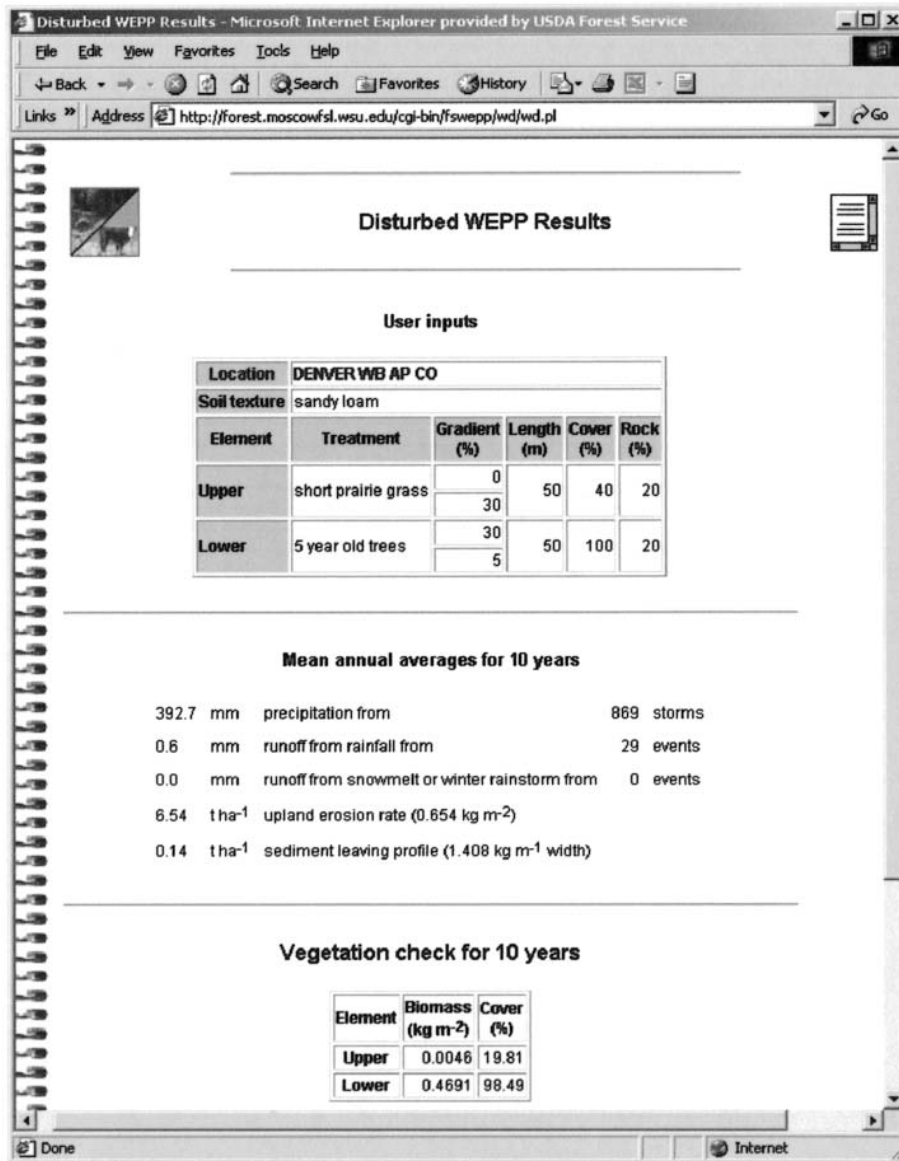 Disturbed WEPP Results - Microsoft Internet Explorer provided by USDA Forest Service
File Edit View Favorites Tools Help
Back Search Favorites History
Links » Address http://forest.moscowfsl.wsu.edu/cgi-bin/fswepp/wd/wd.pl Go
Disturbed WEPP Results
User inputs
Location DENVER WB AP CO
Soil texture sandy loam
Element Treatment Gradient (%) Length (m) Cover (%) Rock (%)
Upper short prairie grass 0 50 40 20
30
Lower 5 year old trees 30 50 100 20
5
Mean annual averages for 10 years
392.7 mm precipitation from 869 storms
0.6 mm runoff from rainfall from 29 events
0.0 mm runoff from snowmelt or winter rainstorm from 0 events
6.54 t ha-1 upland erosion rate (0.654 kg m-2)
0.14 t ha-1 sediment leaving profile (1.408 kg m-1 width)
Vegetation check for 10 years
Element Biomass (kg m-2) Cover (%)
Upper 0.0046 19.81
Lower 0.4691 98.49
Done Internet